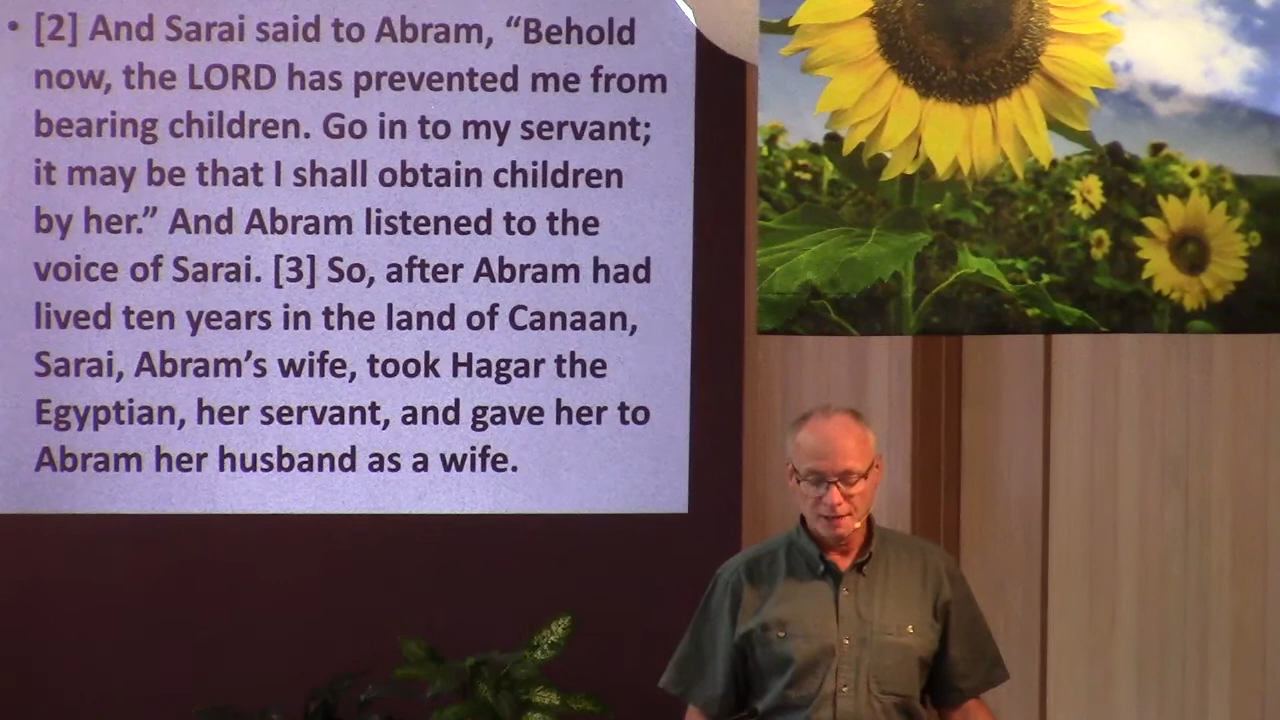 • [2] And Sarai said to Abram, “Behold
now, the LORD has prevented me from
bearing children. Go in to my servant;
it may be that I shall obtain children
by her.” And Abram listened to the
voice of Sarai. [3] So, after Abram had
lived ten years in the land of Canaan,
Sarai, Abram’s wife, took Hagar the
Egyptian, her servant, and gave her to
Abram her husband as a wife.